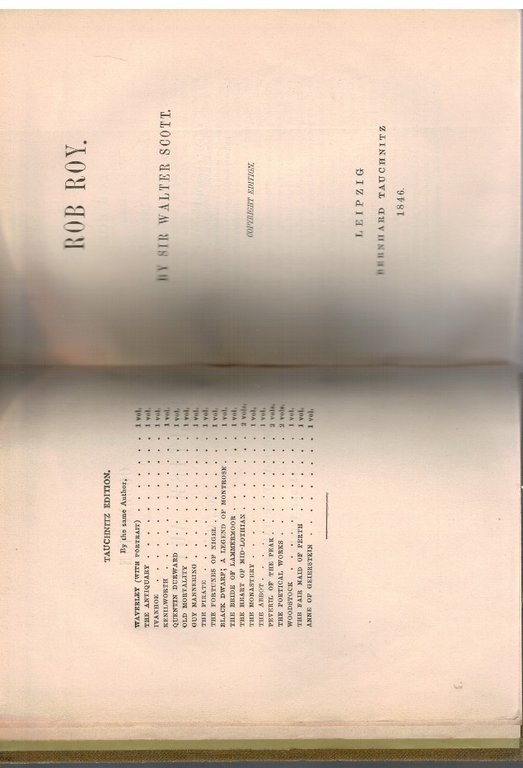 TAUCHNITZ EDITION.
By the same Author,
WAVERLEY (WITH PORTRAIT) . . . . . . . 1 vol.
THE ANTIQUARY . . . . . . . . . . . 1 vol.
IVANHOE . . . . . . . . . . . . . 1 vol.
KENILWORTH . . . . . . . . . . . . 1 vol.
QUENTIN DURWARD . . . . . . . . . . 1 vol.
OLD MORTALITY . . . . . . . . . . . 1 vol.
GUY MANNERING . . . . . . . . . . . 1 vol.
THE PIRATE . . . . . . . . . . . . 1 vol.
THE FORTUNES OF NIGEL . . . . . . . . 1 vol.
BLACK DWARF; A LEGEND OF MONTROSE . . . . 1 vol.
THE BRIDE OF LAMMERMOOR . . . . . . . 1 vol.
THE HEART OF MID-LOTHIAN . . . . . . . 2 vols.
THE MONASTERY . . . . . . . . . . . 1 vol.
THE ABBOT . . . . . . . . . . . . . 1 vol.
PEVERIL OF THE PEAK . . . . . . . . . 2 vols.
THE POETICAL WORKS . . . . . . . . . 2 vols.
WOODSTOCK . . . . . . . . . . . . 1 vol.
THE FAIR MAID OF PERTH . . . . . . . . 1 vol.
ANNE OF GEIERSTEIN . . . . . . . . . 1 vol.
ROB ROY.
BY SIR WALTER SCOTT.
COPYRIGHT EDITION.
LEIPZIG
BERNHARD TAUCHNITZ
1846.